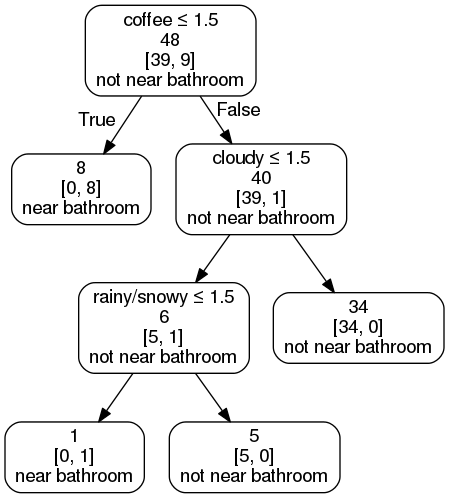 coffee ≤ 1.5
48
[39, 9]
not near bathroom
True
False
8
[0, 8]
near bathroom
cloudy ≤ 1.5
40
[39, 1]
not near bathroom
rainy/snowy ≤ 1.5
6
[5, 1]
not near bathroom
34
[34, 0]
not near bathroom
1
[0, 1]
near bathroom
5
[5, 0]
not near bathroom